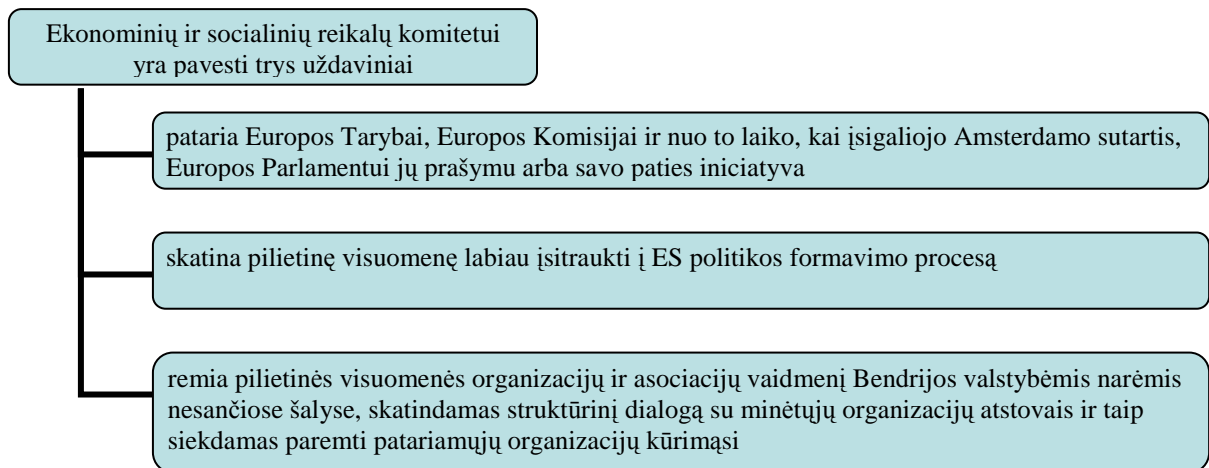 Ekonominių ir socialinių reikalų komitetui
yra pavesti trys uždaviniai
pataria Europos Tarybai, Europos Komisijai ir nuo to laiko, kai įsigaliojo Amsterdamo sutartis,
Europos Parlamentui jų prašymu arba savo paties iniciatyva
skatina pilietinę visuomenę labiau įsitraukti į ES politikos formavimo procesą
remia pilietinės visuomenės organizacijų ir asociacijų vaidmenį Bendrijos valstybėmis narėmis
nesančiose šalyse, skatindamas struktūrinį dialogą su minėtųjų organizacijų atstovais ir taip
siekdamas paremti patariamųjų organizacijų kūrimąsi